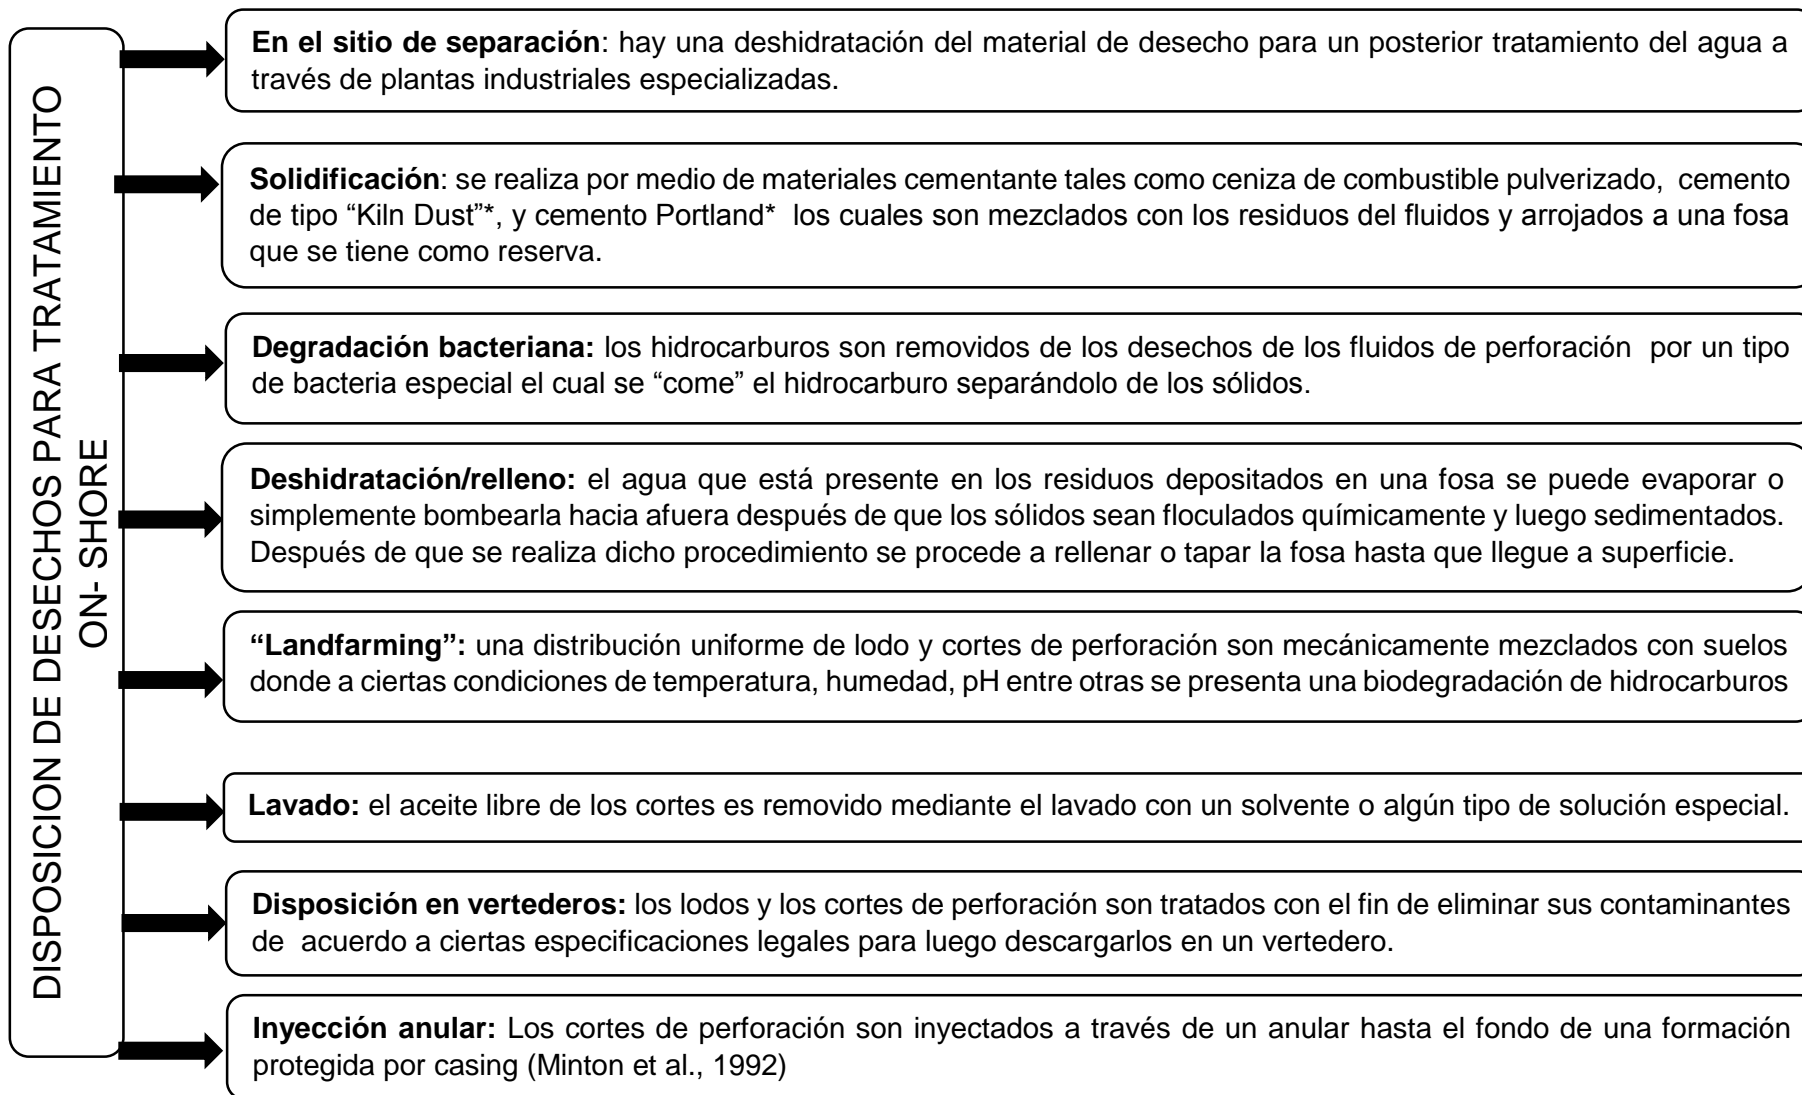 DISPOSICION DE DESECHOS PARA TRATAMIENTO
ON- SHORE
En el sitio de separación: hay una deshidratación del material de desecho para un posterior tratamiento del agua a
través de plantas industriales especializadas.
Solidificación: se realiza por medio de materiales cementante tales como ceniza de combustible pulverizado, cemento
de tipo “Kiln Dust”*, y cemento Portland* los cuales son mezclados con los residuos del fluidos y arrojados a una fosa
que se tiene como reserva.
Degradación bacteriana: los hidrocarburos son removidos de los desechos de los fluidos de perforación por un tipo
de bacteria especial el cual se “come” el hidrocarburo separándolo de los sólidos.
Deshidratación/relleno: el agua que está presente en los residuos depositados en una fosa se puede evaporar o
simplemente bombearla hacia afuera después de que los sólidos sean floculados químicamente y luego sedimentados.
Después de que se realiza dicho procedimiento se procede a rellenar o tapar la fosa hasta que llegue a superficie.
“Landfarming”: una distribución uniforme de lodo y cortes de perforación son mecánicamente mezclados con suelos
donde a ciertas condiciones de temperatura, humedad, pH entre otras se presenta una biodegradación de hidrocarburos
Lavado: el aceite libre de los cortes es removido mediante el lavado con un solvente o algún tipo de solución especial.
Disposición en vertederos: los lodos y los cortes de perforación son tratados con el fin de eliminar sus contaminantes
de acuerdo a ciertas especificaciones legales para luego descargarlos en un vertedero.
Inyección anular: Los cortes de perforación son inyectados a través de un anular hasta el fondo de una formación
protegida por casing (Minton et al., 1992)